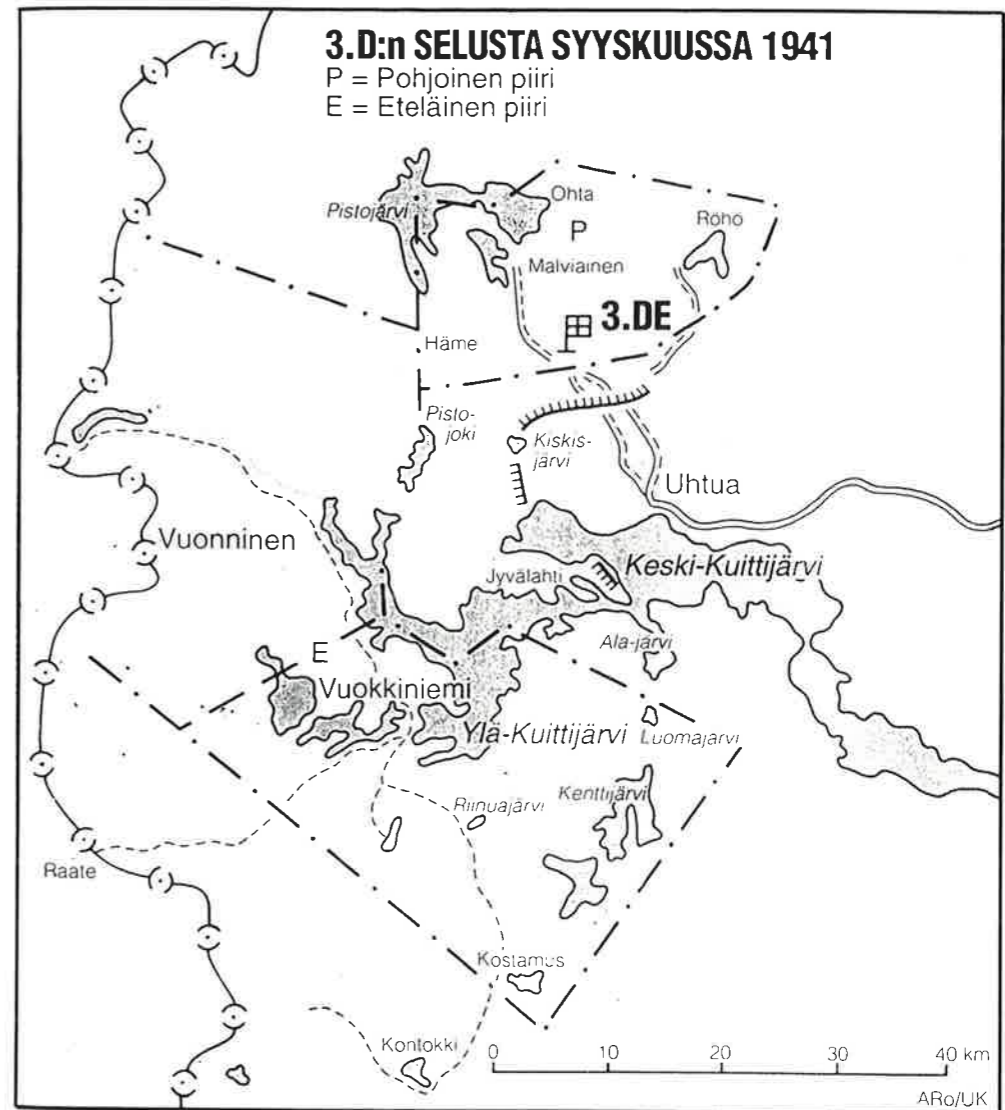 3.D:n SELUSTA SYYSKUUSSA 1941
P = Pohjoinen piiri
E = Eteläinen piiri
Ohta
Pistojärvi
P
Röhö
Malviainen
3.DE
Häme
Pisto-
joki
Kiskis-
järvi
Uhtua
Vuonninen
Keski-Kuittijärvi
Jyvälahti
Ala-järvi
E
Vuokkiniemi
Ylä-Kuittijärvi
Luomajärvi
Kenttijärvi
Riinuajärvi
Raate
Kostamus
Kontokki
0 10 20 30 40 km
ARo/UK